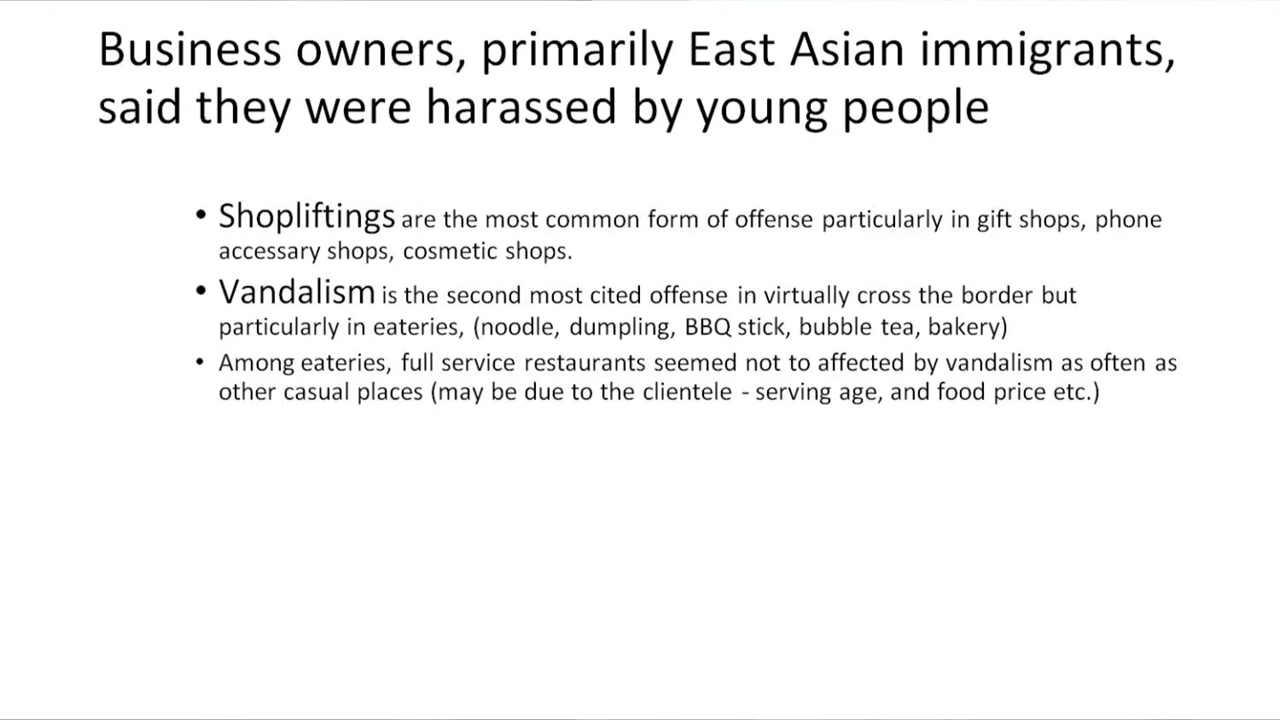 Business owners, primarily East Asian immigrants,
said they were harassed by young people
• Shopliftings are the most common form of offense particularly in gift shops, phone
accessary shops, cosmetic shops.
• Vandalism is the second most cited offense in virtually cross the border but
particularly in eateries, (noodle, dumpling, BBQ stick, bubble tea, bakery)
• Among eateries, full service restaurants seemed not to affected by vandalism as often as
other casual places (may be due to the clientele - serving age, and food price etc.)